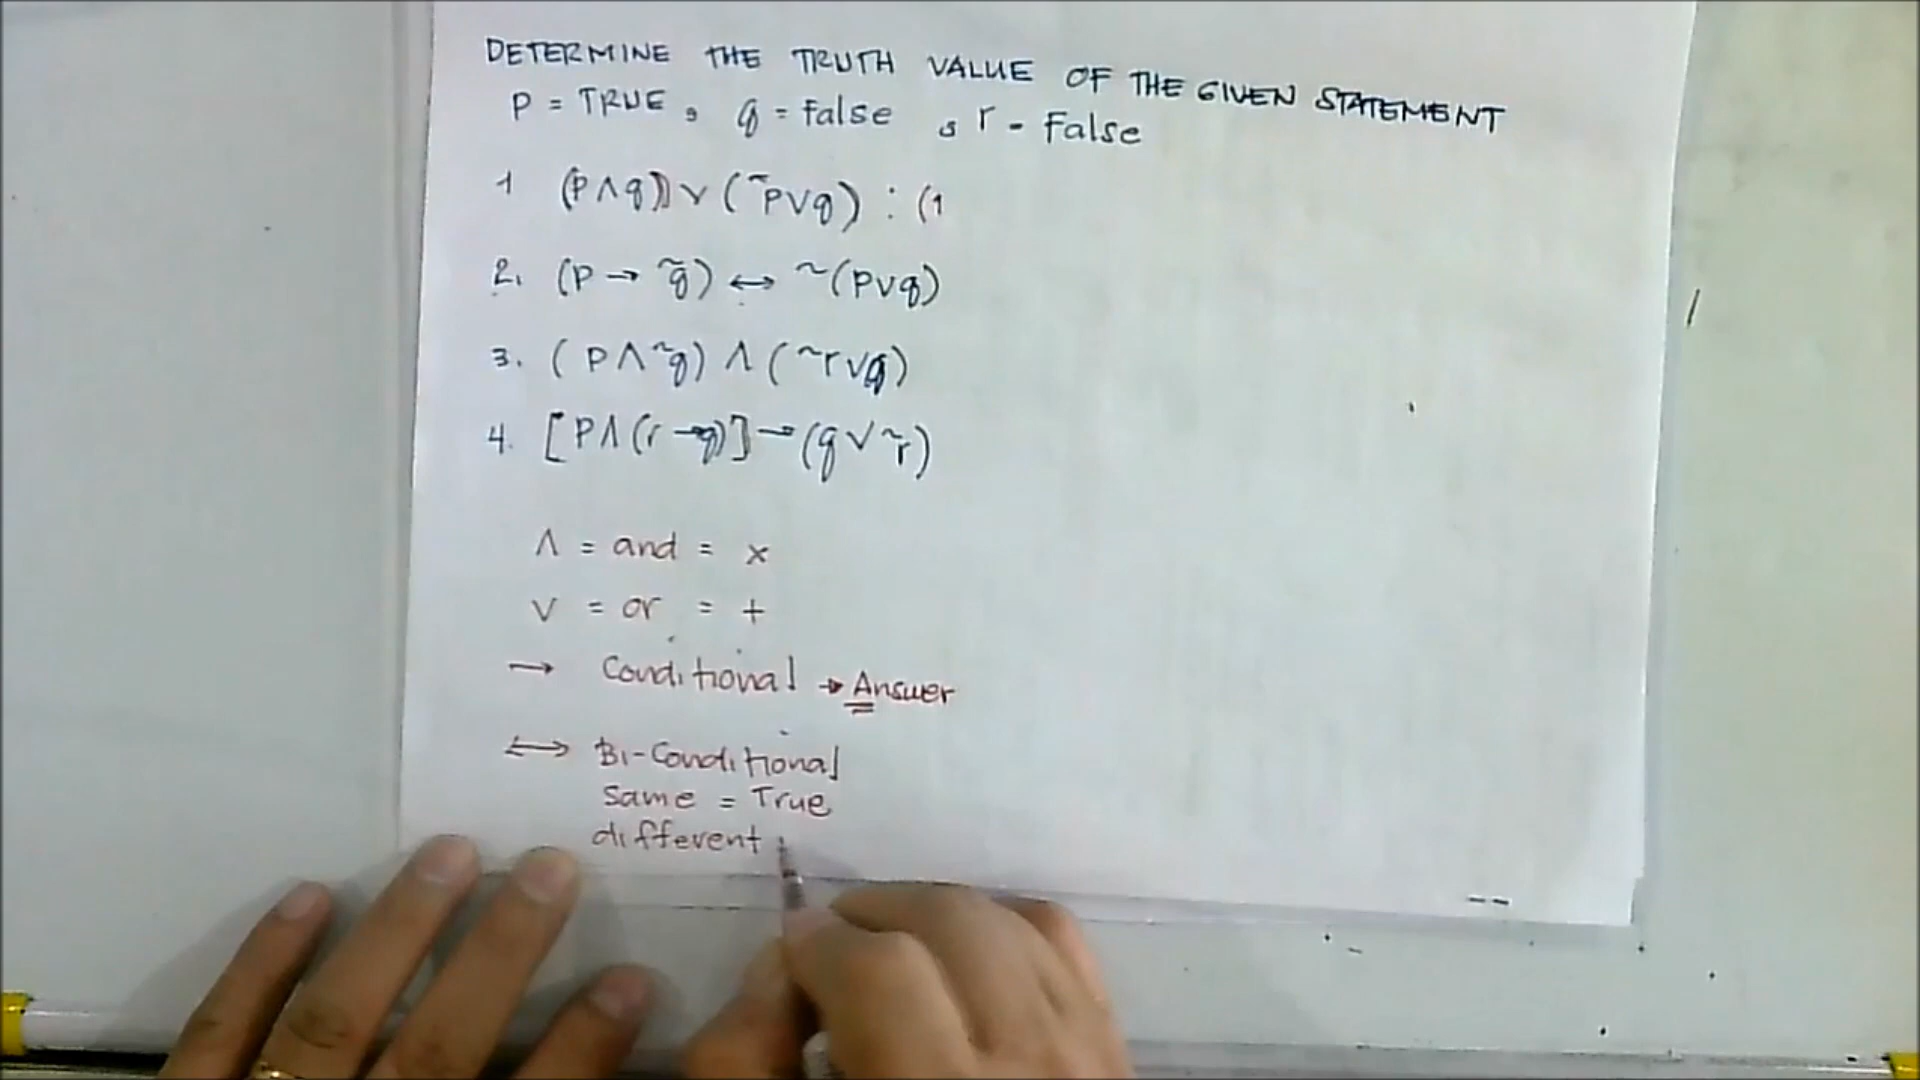 DETERMINE THE TRUTH VALUE OF THE GIVEN STATEMENT
P = TRUE, q = false, r - False
1 (p∧q) ∨ (~p∨q) : (1
2. (p → ~q) ↔ ~(p∨q)
3. (p ∧ ~q) ∧ (~r∨q)
4. [p∧(r→q)] → (q ∨ ~r)
∧ = and = x
∨ = or = +
→ Conditional → Answer
↔ Bi-Conditional
Same = True
different